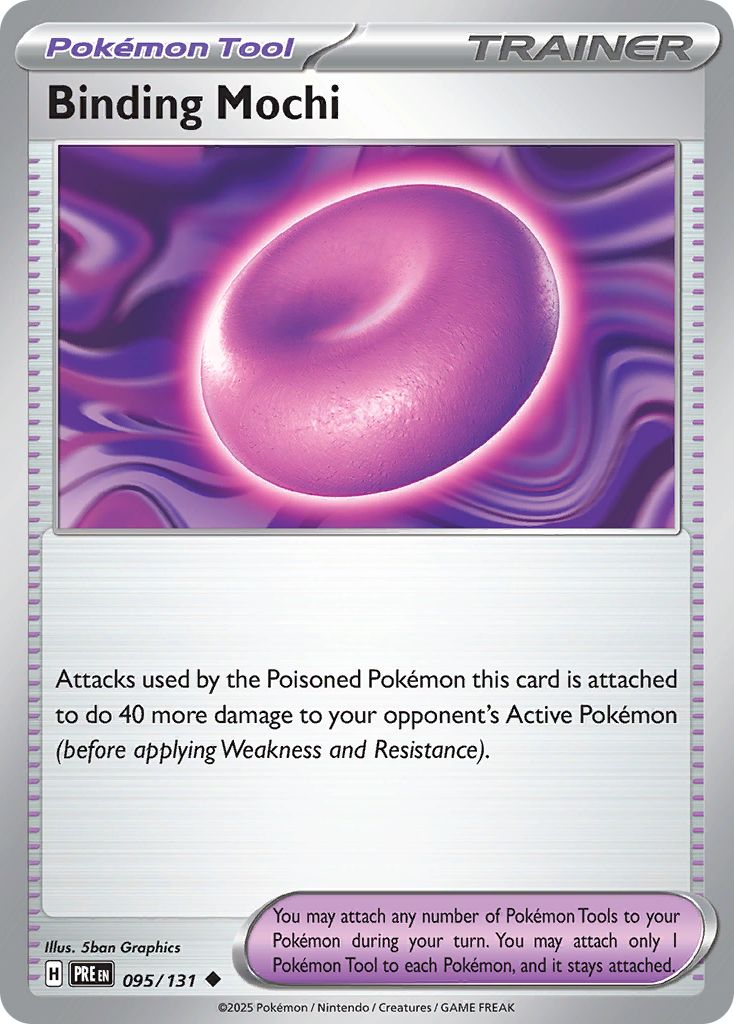 Pokémon Tool
TRAINER
Binding Mochi
Attacks used by the Poisoned Pokémon this card is attached
to do 40 more damage to your opponent's Active Pokémon
(before applying Weakness and Resistance).
You may attach any number of Pokémon Tools to your
Pokémon during your turn. You may attach only 1
Pokémon Tool to each Pokémon, and it stays attached.
Illus. 5ban Graphics
H PRE EN 095/131 ◆
©2025 Pokémon / Nintendo / Creatures / GAME FREAK